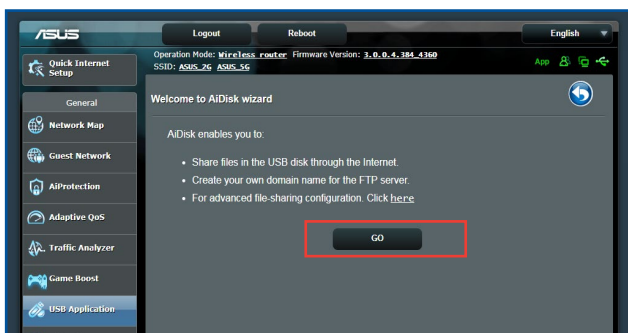 ASUS
Logout
Reboot
English
Operation Mode: Wireless router Firmware Version: 3.0.0.4.384_4360
SSID: ASUS_2G ASUS_5G
App
Quick Internet
Setup
General
Network Map
Guest Network
AiProtection
Adaptive QoS
Traffic Analyzer
Game Boost
USB Application
Welcome to AiDisk wizard
AiDisk enables you to:
• Share files in the USB disk through the Internet.
• Create your own domain name for the FTP server.
• For advanced file-sharing configuration. Click here
GO